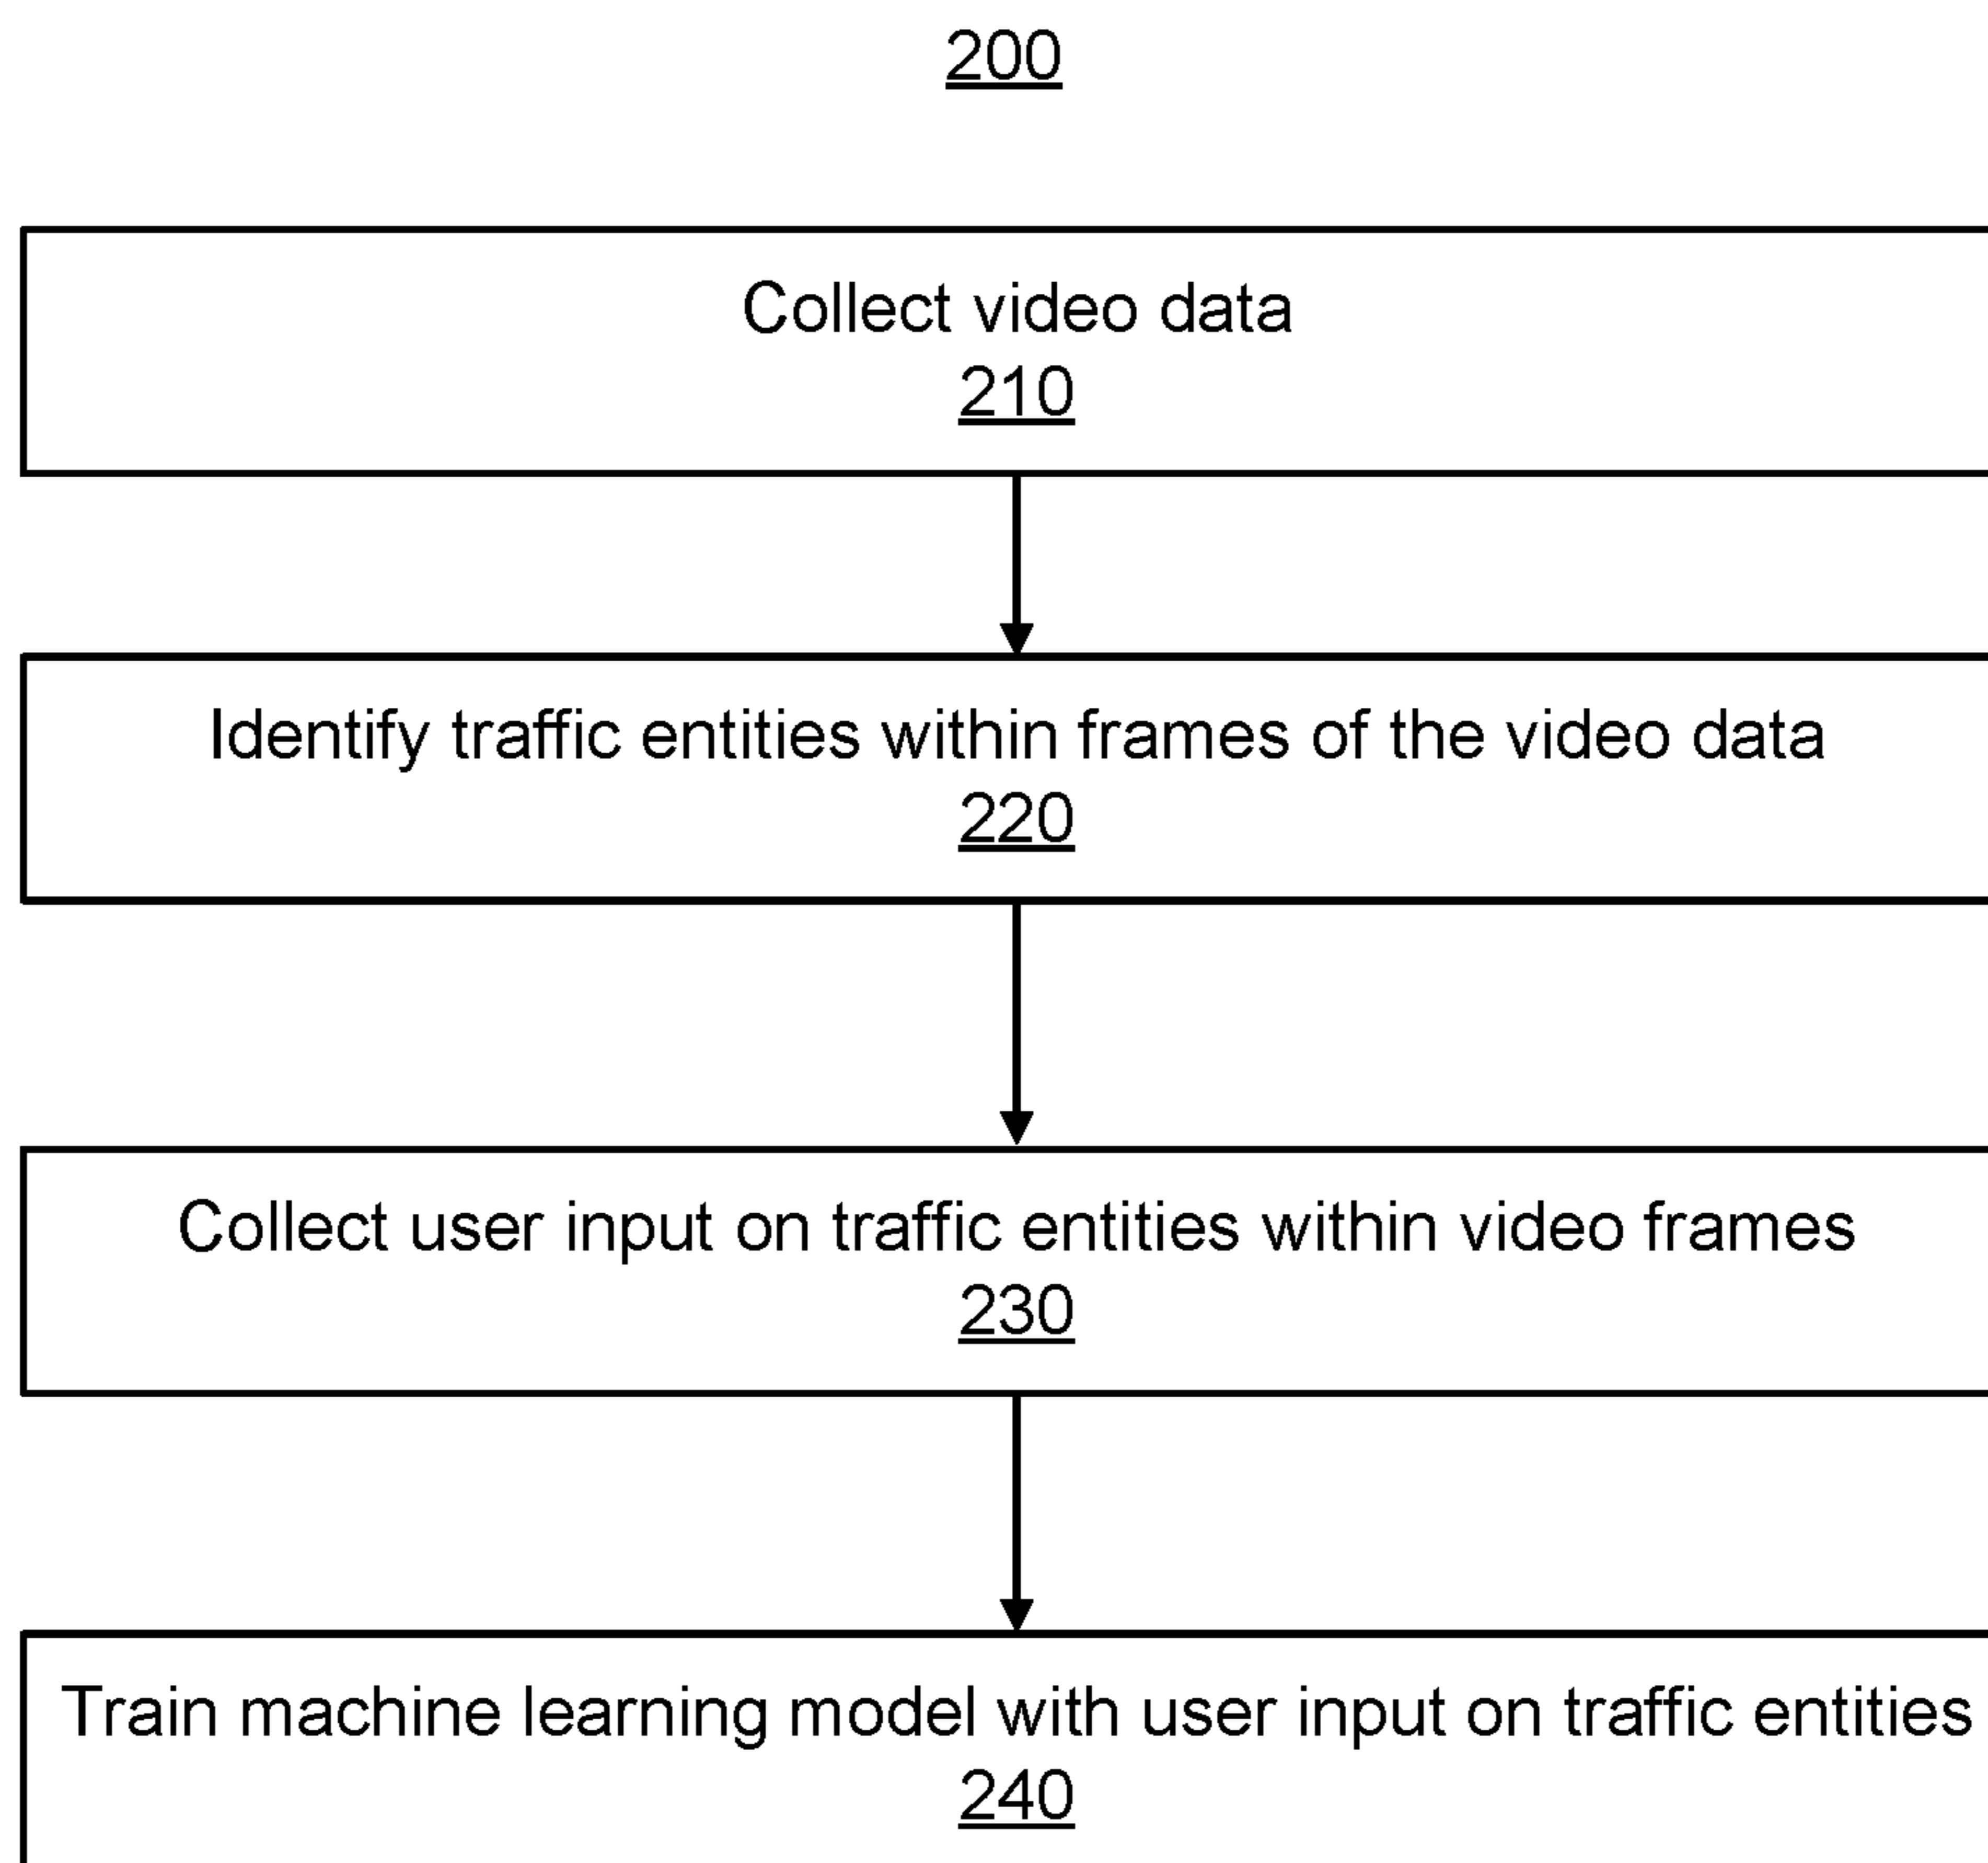 200
Collect video data
210
Identify traffic entities within frames of the video data
220
Collect user input on traffic entities within video frames
230
Train machine learning model with user input on traffic entities
240